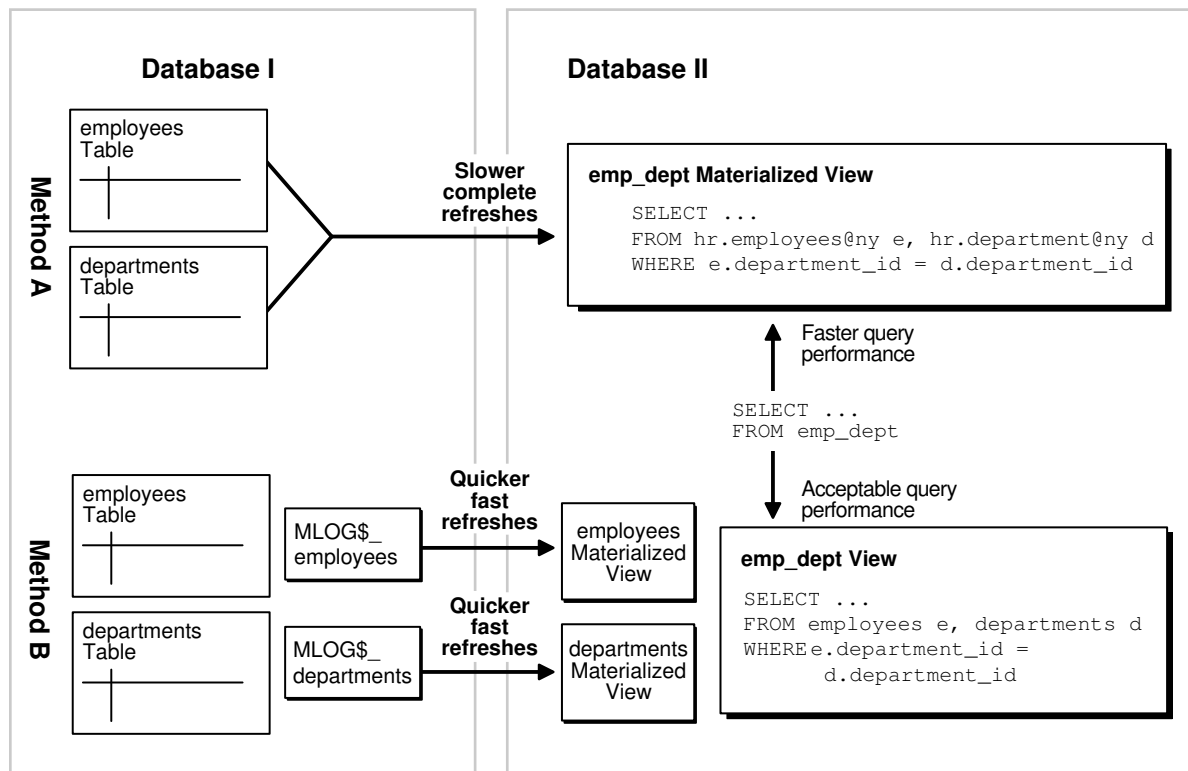 Database I
Database II
Method A
employees
Table
departments
Table
Slower
complete
refreshes
emp_dept Materialized View
SELECT ...
FROM hr.employees@ny e, hr.department@ny d
WHERE e.department_id = d.department_id
Faster query
performance
SELECT ...
FROM emp_dept
Acceptable query
performance
Method B
employees
Table
MLOG$_
employees
Quicker
fast
refreshes
employees
Materialized
View
departments
Table
MLOG$_
departments
Quicker
fast
refreshes
departments
Materialized
View
emp_dept View
SELECT ...
FROM employees e, departments d
WHEREe.department_id =
d.department_id